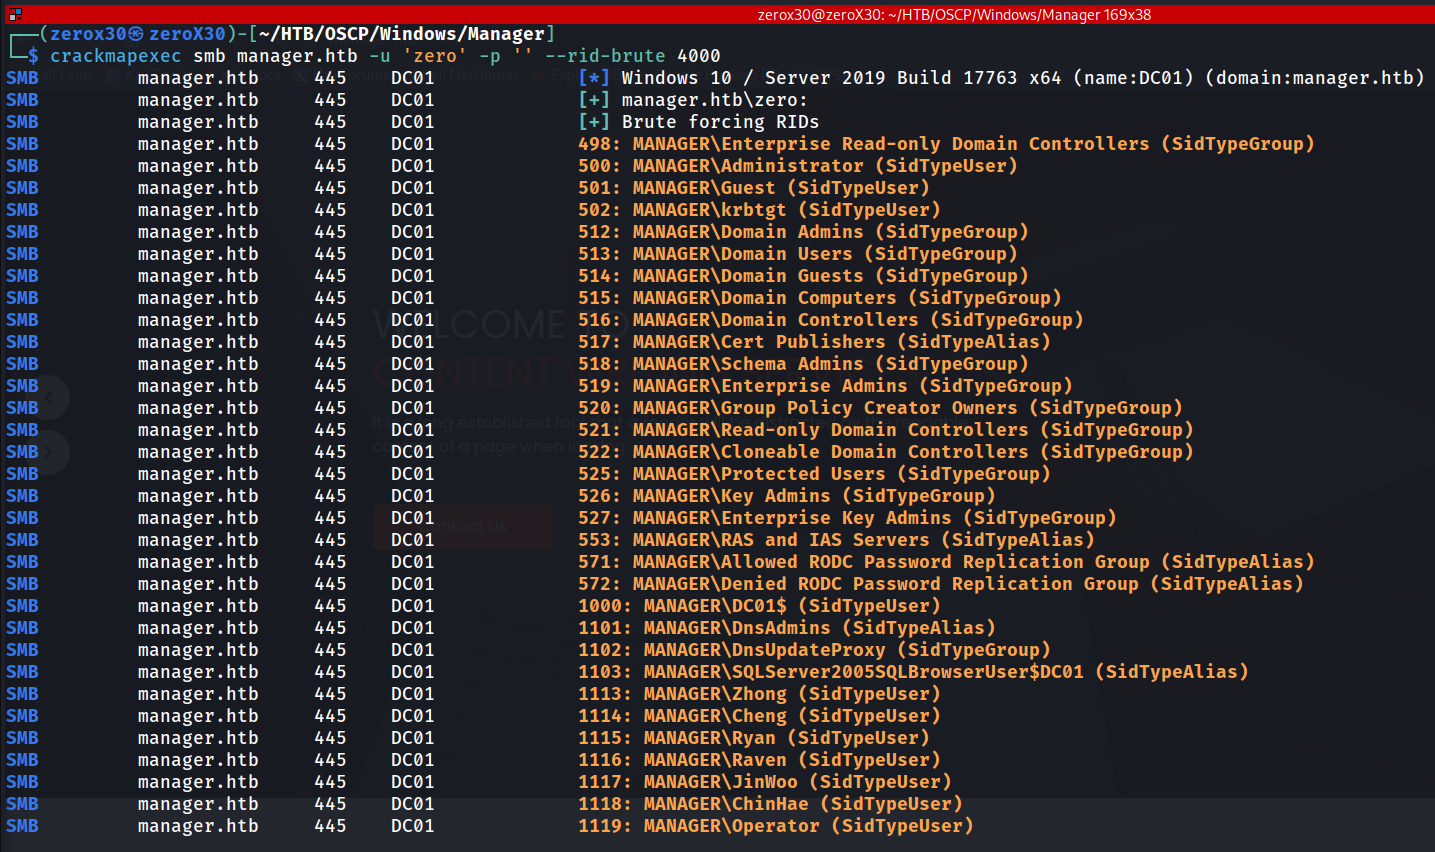 zerox30@zeroX30: ~/HTB/OSCP/Windows/Manager 169x38
┌──(zerox30㉿zeroX30)-[~/HTB/OSCP/Windows/Manager]
└─$ crackmapexec smb manager.htb -u 'zero' -p '' --rid-brute 4000
SMB manager.htb 445 DC01 [*] Windows 10 / Server 2019 Build 17763 x64 (name:DC01) (domain:manager.htb)
SMB manager.htb 445 DC01 [+] manager.htb\zero:
SMB manager.htb 445 DC01 [+] Brute forcing RIDs
SMB manager.htb 445 DC01 498: MANAGER\Enterprise Read-only Domain Controllers (SidTypeGroup)
SMB manager.htb 445 DC01 500: MANAGER\Administrator (SidTypeUser)
SMB manager.htb 445 DC01 501: MANAGER\Guest (SidTypeUser)
SMB manager.htb 445 DC01 502: MANAGER\krbtgt (SidTypeUser)
SMB manager.htb 445 DC01 512: MANAGER\Domain Admins (SidTypeGroup)
SMB manager.htb 445 DC01 513: MANAGER\Domain Users (SidTypeGroup)
SMB manager.htb 445 DC01 514: MANAGER\Domain Guests (SidTypeGroup)
SMB manager.htb 445 DC01 515: MANAGER\Domain Computers (SidTypeGroup)
SMB manager.htb 445 DC01 516: MANAGER\Domain Controllers (SidTypeGroup)
SMB manager.htb 445 DC01 517: MANAGER\Cert Publishers (SidTypeAlias)
SMB manager.htb 445 DC01 518: MANAGER\Schema Admins (SidTypeGroup)
SMB manager.htb 445 DC01 519: MANAGER\Enterprise Admins (SidTypeGroup)
SMB manager.htb 445 DC01 520: MANAGER\Group Policy Creator Owners (SidTypeGroup)
SMB manager.htb 445 DC01 521: MANAGER\Read-only Domain Controllers (SidTypeGroup)
SMB manager.htb 445 DC01 522: MANAGER\Cloneable Domain Controllers (SidTypeGroup)
SMB manager.htb 445 DC01 525: MANAGER\Protected Users (SidTypeGroup)
SMB manager.htb 445 DC01 526: MANAGER\Key Admins (SidTypeGroup)
SMB manager.htb 445 DC01 527: MANAGER\Enterprise Key Admins (SidTypeGroup)
SMB manager.htb 445 DC01 553: MANAGER\RAS and IAS Servers (SidTypeAlias)
SMB manager.htb 445 DC01 571: MANAGER\Allowed RODC Password Replication Group (SidTypeAlias)
SMB manager.htb 445 DC01 572: MANAGER\Denied RODC Password Replication Group (SidTypeAlias)
SMB manager.htb 445 DC01 1000: MANAGER\DC01$ (SidTypeUser)
SMB manager.htb 445 DC01 1101: MANAGER\DnsAdmins (SidTypeAlias)
SMB manager.htb 445 DC01 1102: MANAGER\DnsUpdateProxy (SidTypeGroup)
SMB manager.htb 445 DC01 1103: MANAGER\SQLServer2005SQLBrowserUser$DC01 (SidTypeAlias)
SMB manager.htb 445 DC01 1113: MANAGER\Zhong (SidTypeUser)
SMB manager.htb 445 DC01 1114: MANAGER\Cheng (SidTypeUser)
SMB manager.htb 445 DC01 1115: MANAGER\Ryan (SidTypeUser)
SMB manager.htb 445 DC01 1116: MANAGER\Raven (SidTypeUser)
SMB manager.htb 445 DC01 1117: MANAGER\JinWoo (SidTypeUser)
SMB manager.htb 445 DC01 1118: MANAGER\ChinHae (SidTypeUser)
SMB manager.htb 445 DC01 1119: MANAGER\Operator (SidTypeUser)